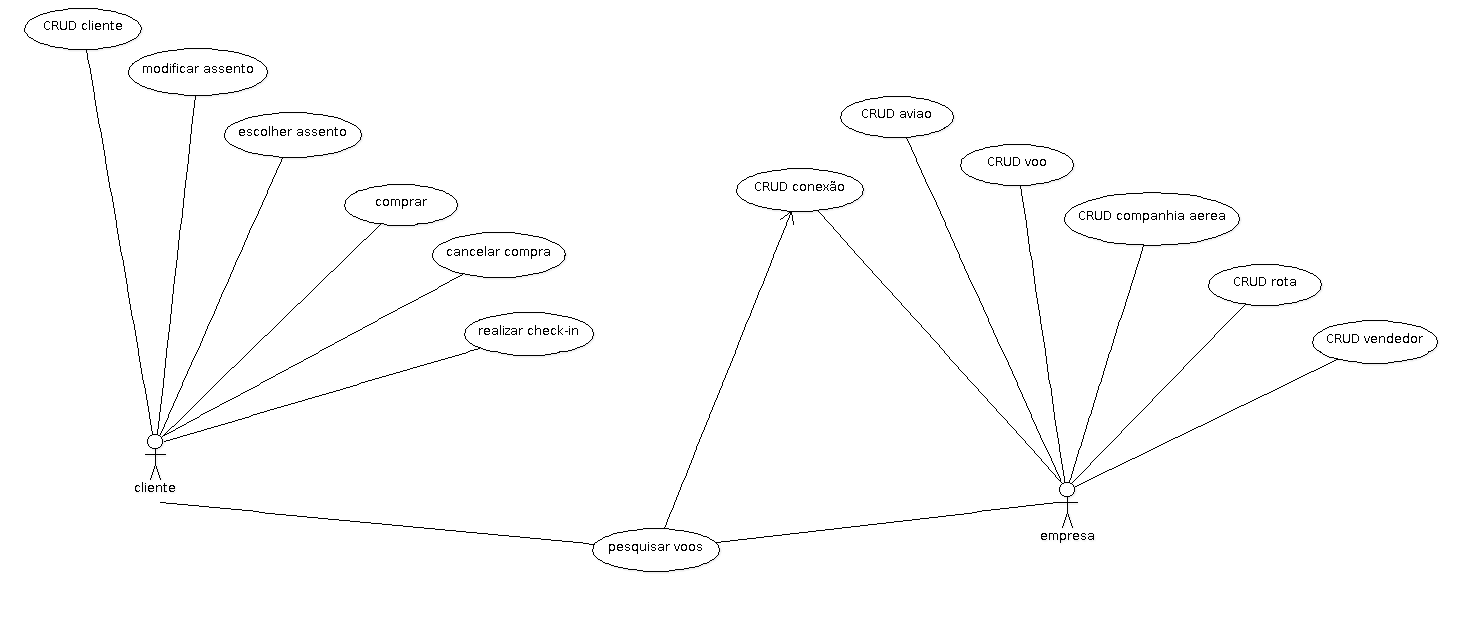 CRUD cliente
modificar assento
escolher assento
comprar
cancelar compra
realizar check-in
cliente
CRUD aviao
CRUD voo
CRUD conexão
CRUD companhia aerea
CRUD rota
CRUD vendedor
empresa
pesquisar voos